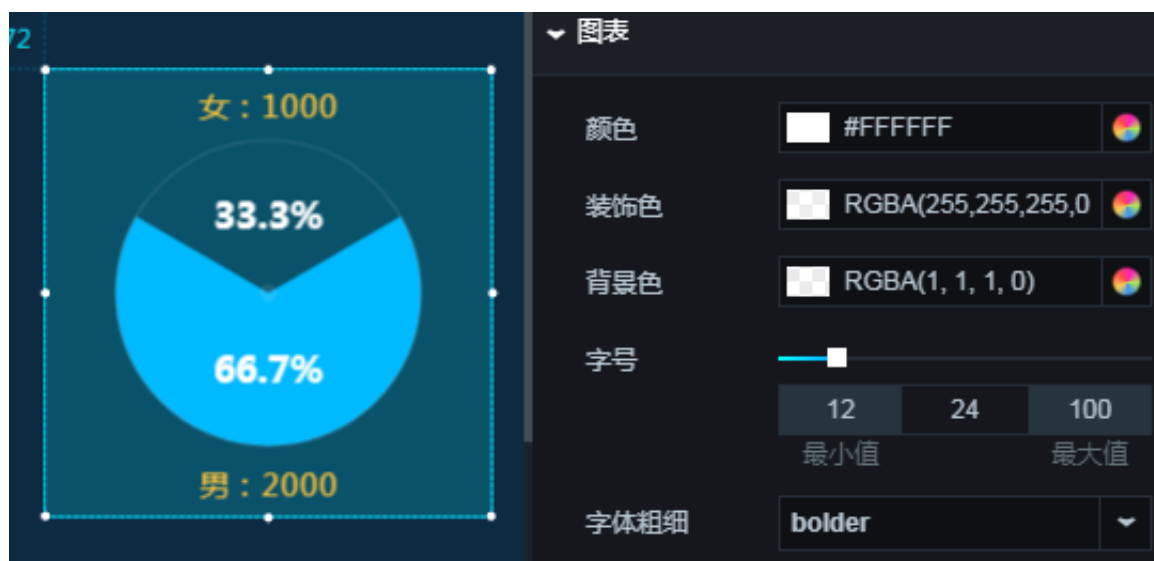 72
女：1000
33.3%
66.7%
男：2000
图表
颜色
#FFFFFF
装饰色
RGBA(255,255,255,0
背景色
RGBA(1, 1, 1, 0)
字号
12 24 100
最小值 最大值
字体粗细
bolder